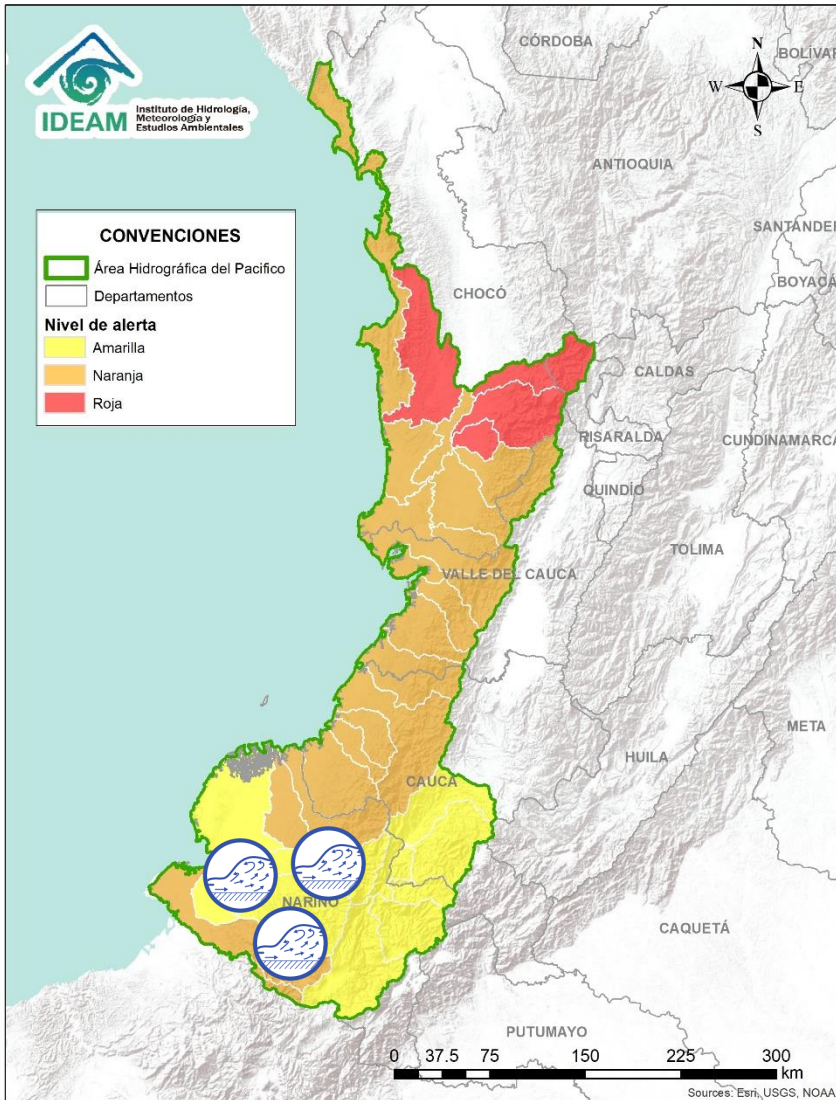 IDEAM
Instituto de Hidrología,
Meteorología y
Estudios Ambientales
N
W
E
S
CÓRDOBA
BOLÍVAR
ANTIOQUIA
SANTANDER
BOYACÁ
CONVENCIONES
Área Hidrográfica del Pacifico
Departamentos
Nivel de alerta
Amarilla
Naranja
Roja
CHOCÓ
CALDAS
RISARALDA
CUNDINAMARCA
QUINDÍO
TOLIMA
VALLE DEL CAUCA
META
HUILA
CAUCA
NARIÑO
CAQUETÁ
PUTUMAYO
0 37.5 75 150 225 300
km
Sources: Esri, USGS, NOAA